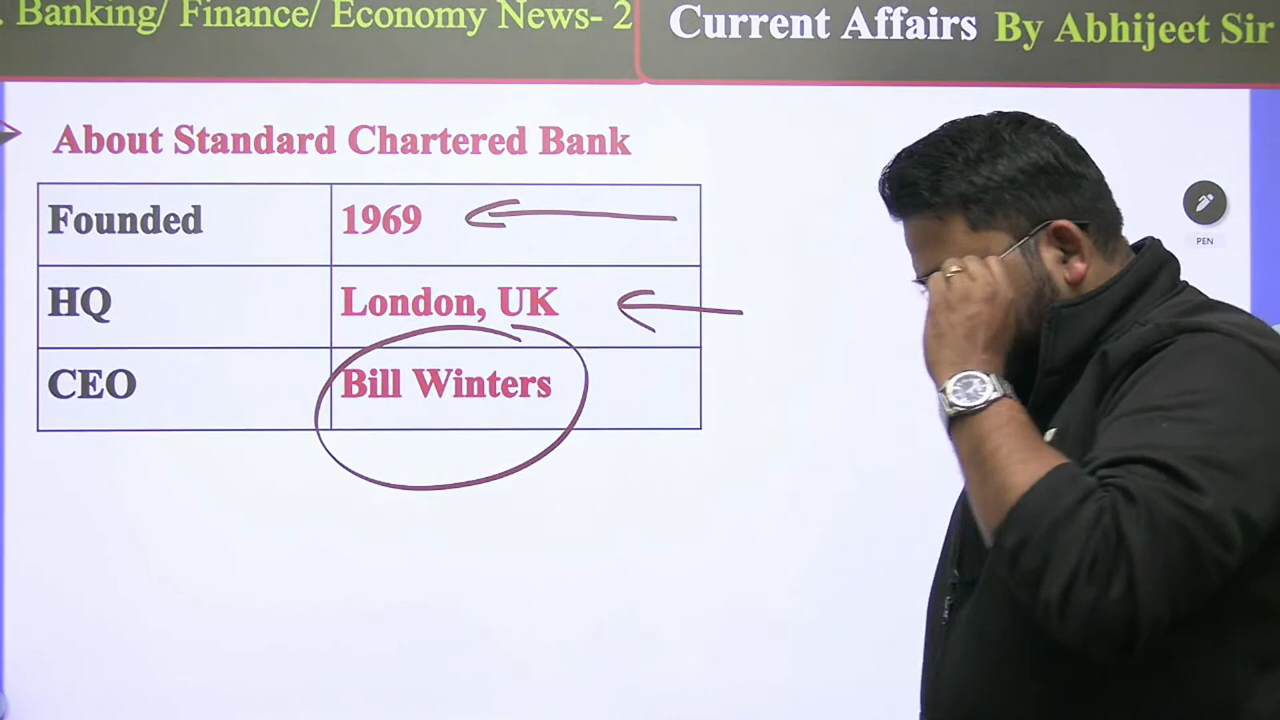 . Banking/ Finance/ Economy News- 2
Current Affairs By Abhijeet Sir
About Standard Chartered Bank
Founded 1969
HQ London, UK
CEO Bill Winters
PEN